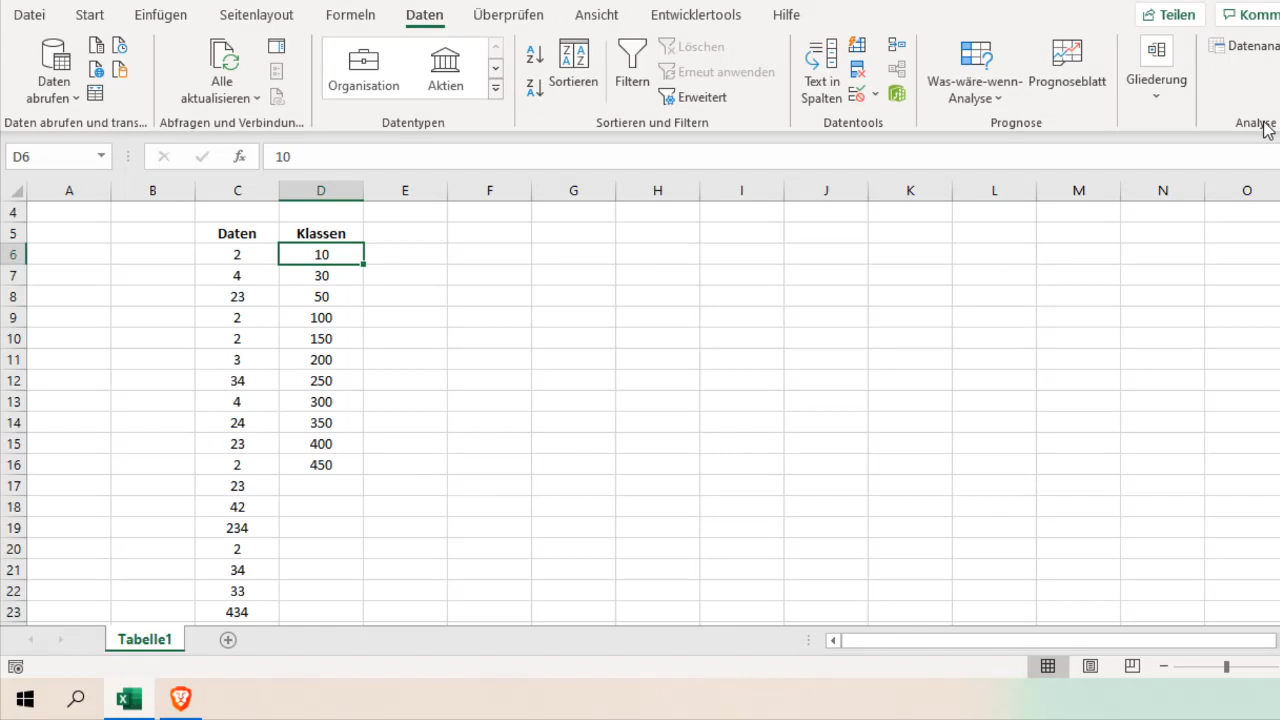 Datei Start Einfügen Seitenlayout Formeln Daten Überprüfen Ansicht Entwicklertools Hilfe Teilen Komm
Daten abrufen
Alle aktualisieren
Organisation
Aktien
A Z
Z A
Z A A Z
Sortieren
Filtern
Löschen
Erneut anwenden
Erweitert
Text in Spalten
Was-wäre-wenn-Analyse
Prognoseblatt
Gliederung
Datenana
Daten abrufen und trans... Abfragen und Verbindun... Datentypen Sortieren und Filtern Datentools Prognose Analyse
D6 fx 10
A B C D E F G H I J K L M N O
4
5 Daten Klassen
6 2 10
7 4 30
8 23 50
9 2 100
10 2 150
11 3 200
12 34 250
13 4 300
14 24 350
15 23 400
16 2 450
17 23
18 42
19 234
20 2
21 34
22 33
23 434
Tabelle1